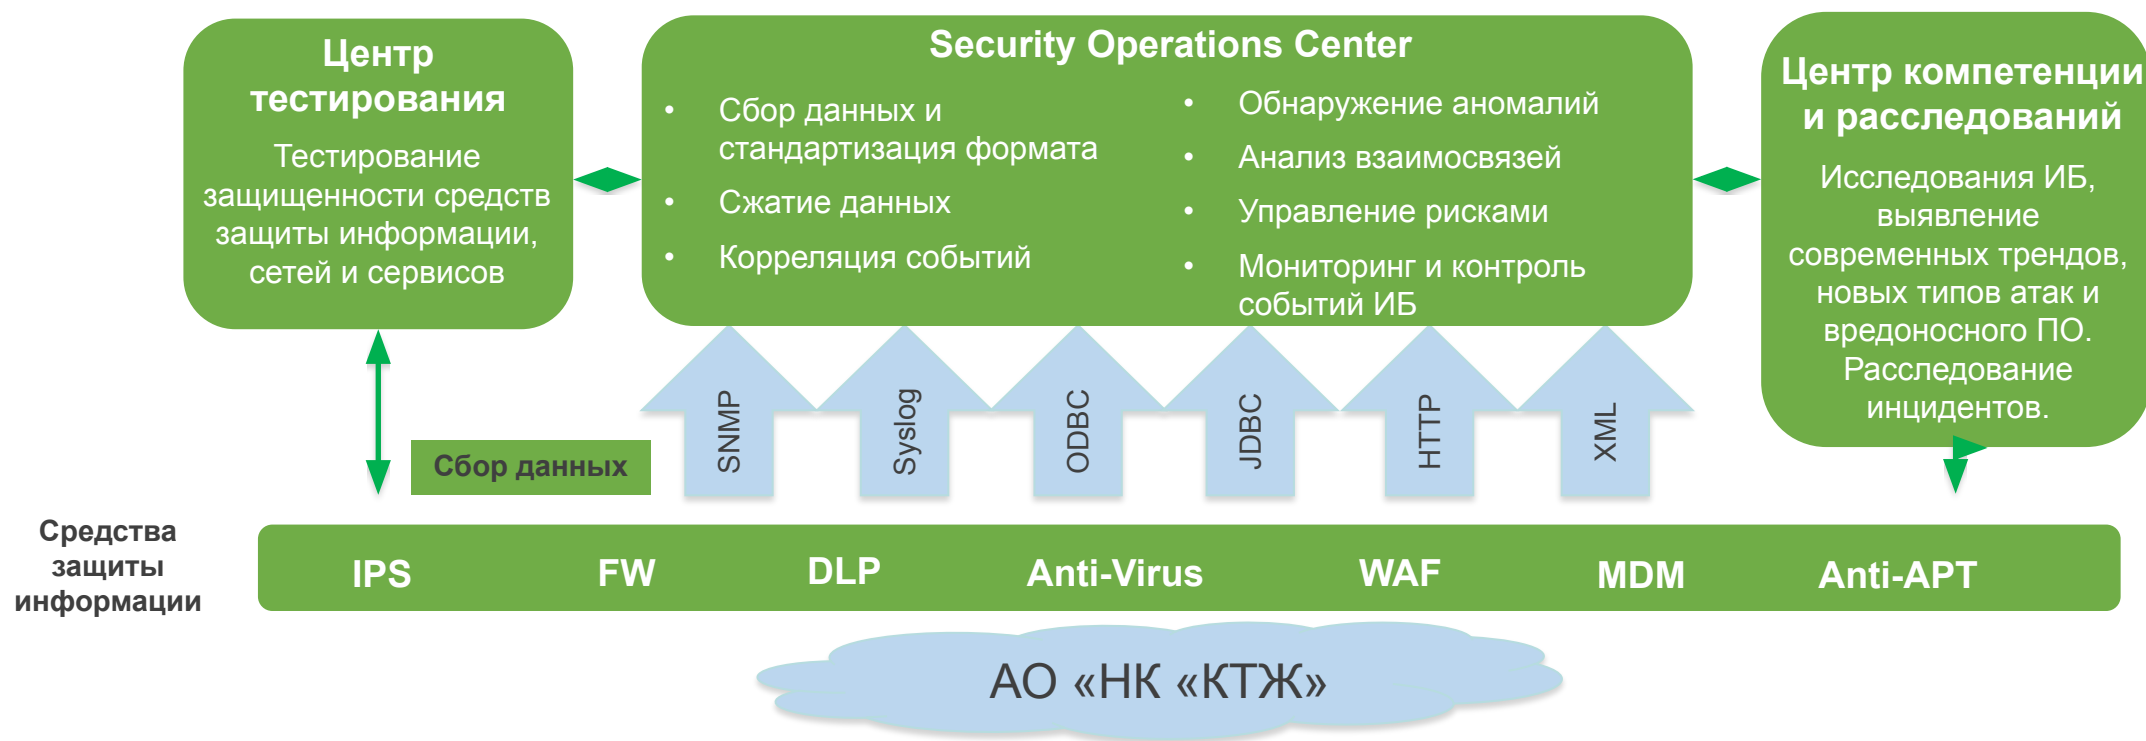 Центр
тестирования
Тестирование
защищенности средств
защиты информации,
сетей и сервисов
Security Operations Center
• Сбор данных и
стандартизация формата
• Сжатие данных
• Корреляция событий
• Обнаружение аномалий
• Анализ взаимосвязей
• Управление рисками
• Мониторинг и контроль
событий ИБ
Центр компетенции
и расследований
Исследования ИБ,
выявление
современных трендов,
новых типов атак и
вредоносного ПО.
Расследование
инцидентов.
Сбор данных
SNMP
Syslog
ODBC
JDBC
HTTP
XML
Средства
защиты
информации
IPS FW DLP Anti-Virus WAF MDM Anti-APT
АО «НК «КТЖ»